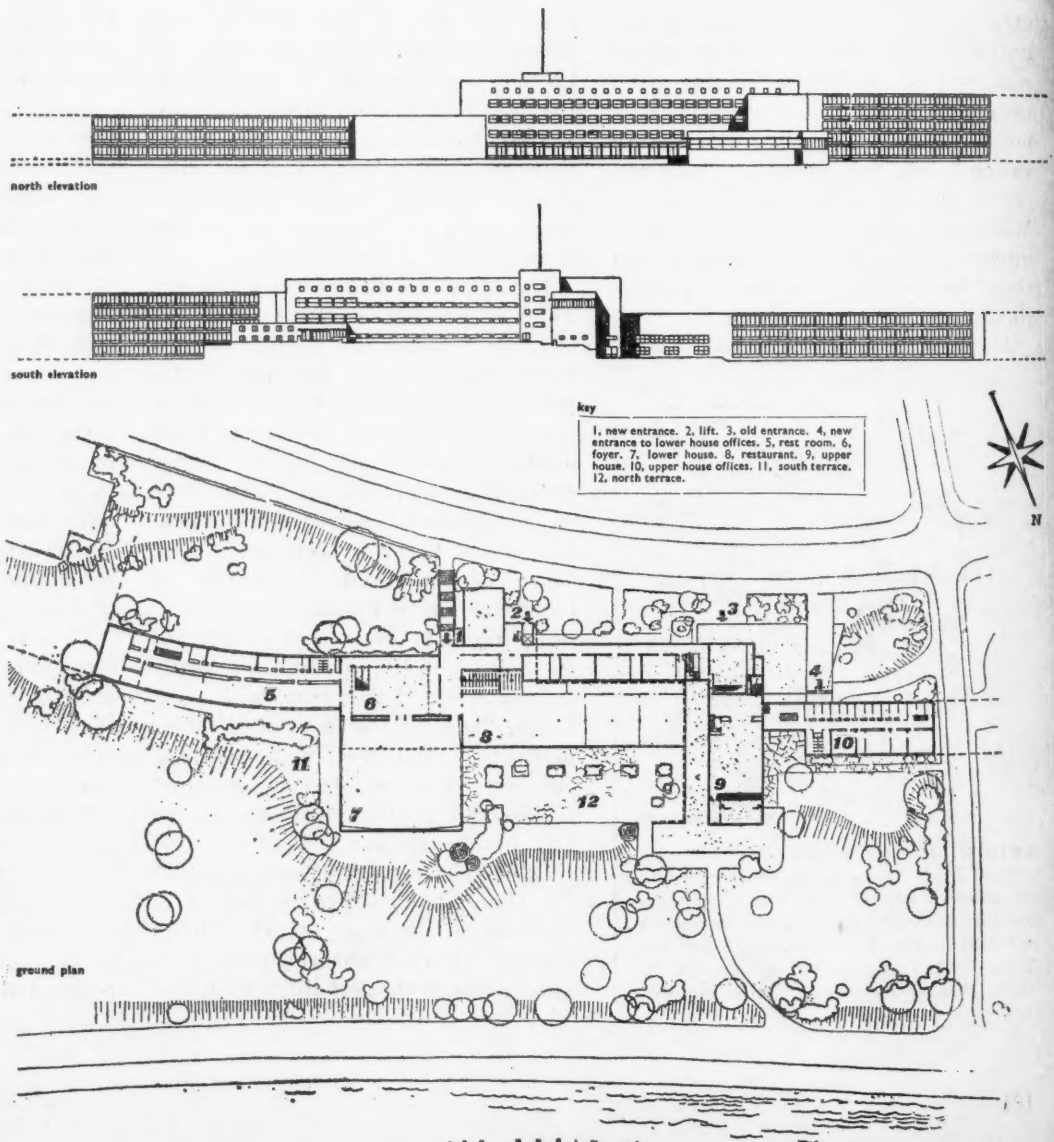 north elevation
south elevation
key
1, new entrance. 2, lift. 3, old entrance. 4, new
entrance to lower house offices. 5, rest room. 6,
foyer. 7, lower house. 8, restaurant. 9, upper
house. 10, upper house offices. 11, south terrace.
12, north terrace.
N
1
2
3
4
5
6
8
10
11
12
9
7
ground plan